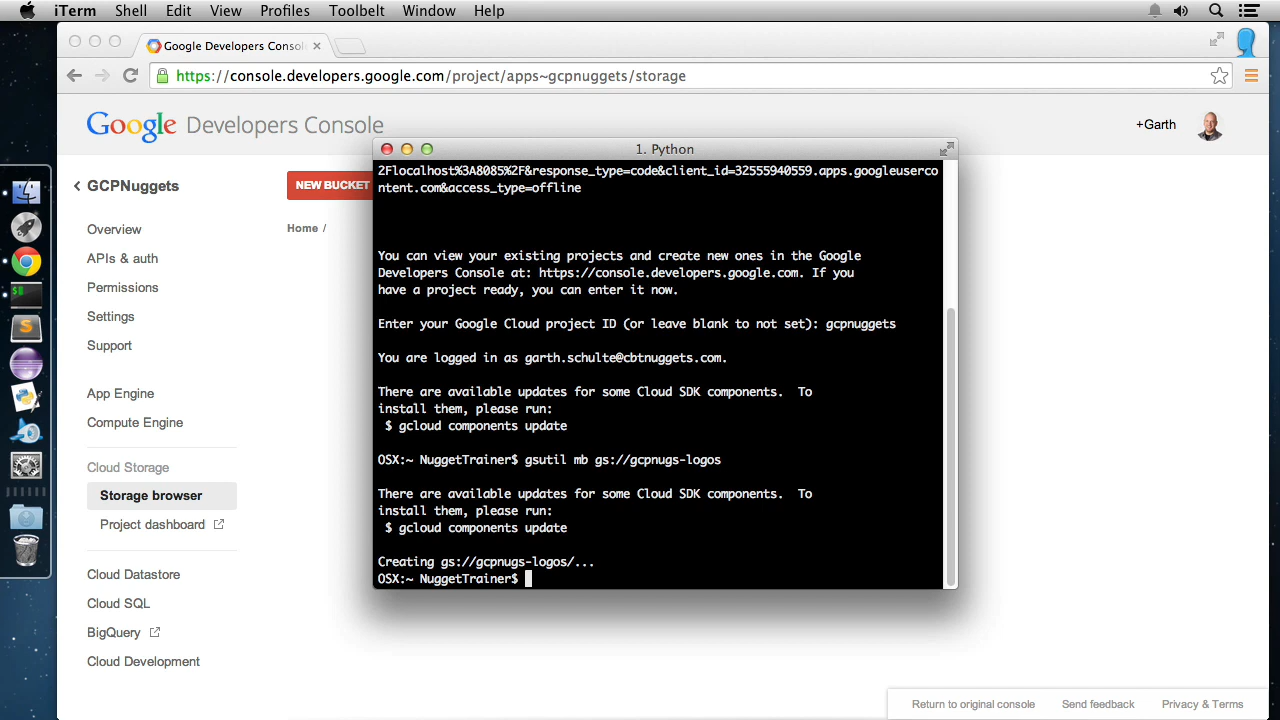 iTerm Shell Edit View Profiles Toolbelt Window Help
Google Developers Conso
https://console.developers.google.com/project/apps~gcpnuggets/storage
Google Developers Console
+Garth
GCPNuggets
Overview
APIs & auth
Permissions
Settings
Support
App Engine
Compute Engine
Cloud Storage
Storage browser
Project dashboard
Cloud Datastore
Cloud SQL
BigQuery
Cloud Development
NEW BUCKET
Home /
1. Python
2Flocalhost%3A8085%2F&response_type=code&client_id=32555940559.apps.googleuserco
ntent.com&access_type=offline
You can view your existing projects and create new ones in the Google
Developers Console at: https://console.developers.google.com. If you
have a project ready, you can enter it now.
Enter your Google Cloud project ID (or leave blank to not set): gcpnuggets
You are logged in as garth.schulte@cbtnuggets.com.
There are available updates for some Cloud SDK components.  To
install them, please run:
$ gcloud components update
OSX:~ NuggetTrainer$ gsutil mb gs://gcpnugs-logos
There are available updates for some Cloud SDK components.  To
install them, please run:
$ gcloud components update
Creating gs://gcpnugs-logos/...
OSX:~ NuggetTrainer$
Return to original console Send feedback Privacy & Terms